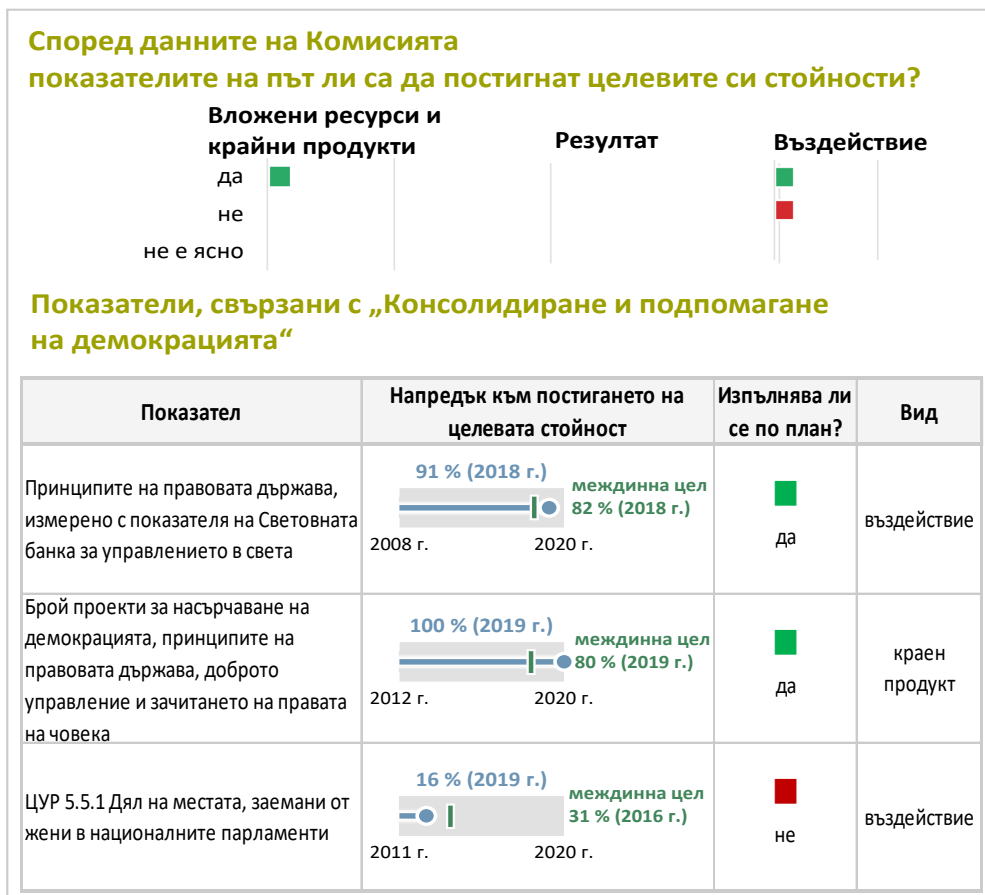 Според данните на Комисията
показателите на път ли са да постигнат целевите си стойности?
Вложени ресурси и
крайни продукти
Резултат
Въздействие
да
не
не е ясно
Показатели, свързани с „Консолидиране и подпомагане
на демокрацията“
Показател
Напредък към постигането на
целевата стойност
Изпълнява ли
се по план?
Вид
Принципите на правовата държава,
измерено с показателя на Световната
банка за управлението в света
91 % (2018 г.)
междинна цел
82 % (2018 г.)
2008 г.
2020 г.
да
въздействие
Брой проекти за насърчаване на
демокрацията, принципите на
правовата държава, доброто
управление и зачитането на правата
на човека
100 % (2019 г.)
междинна цел
80 % (2019 г.)
2012 г.
2020 г.
да
краен
продукт
ЦУР 5.5.1 Дял на местата, заемани от
жени в националните парламенти
16 % (2019 г.)
междинна цел
31 % (2016 г.)
2011 г.
2020 г.
не
въздействие